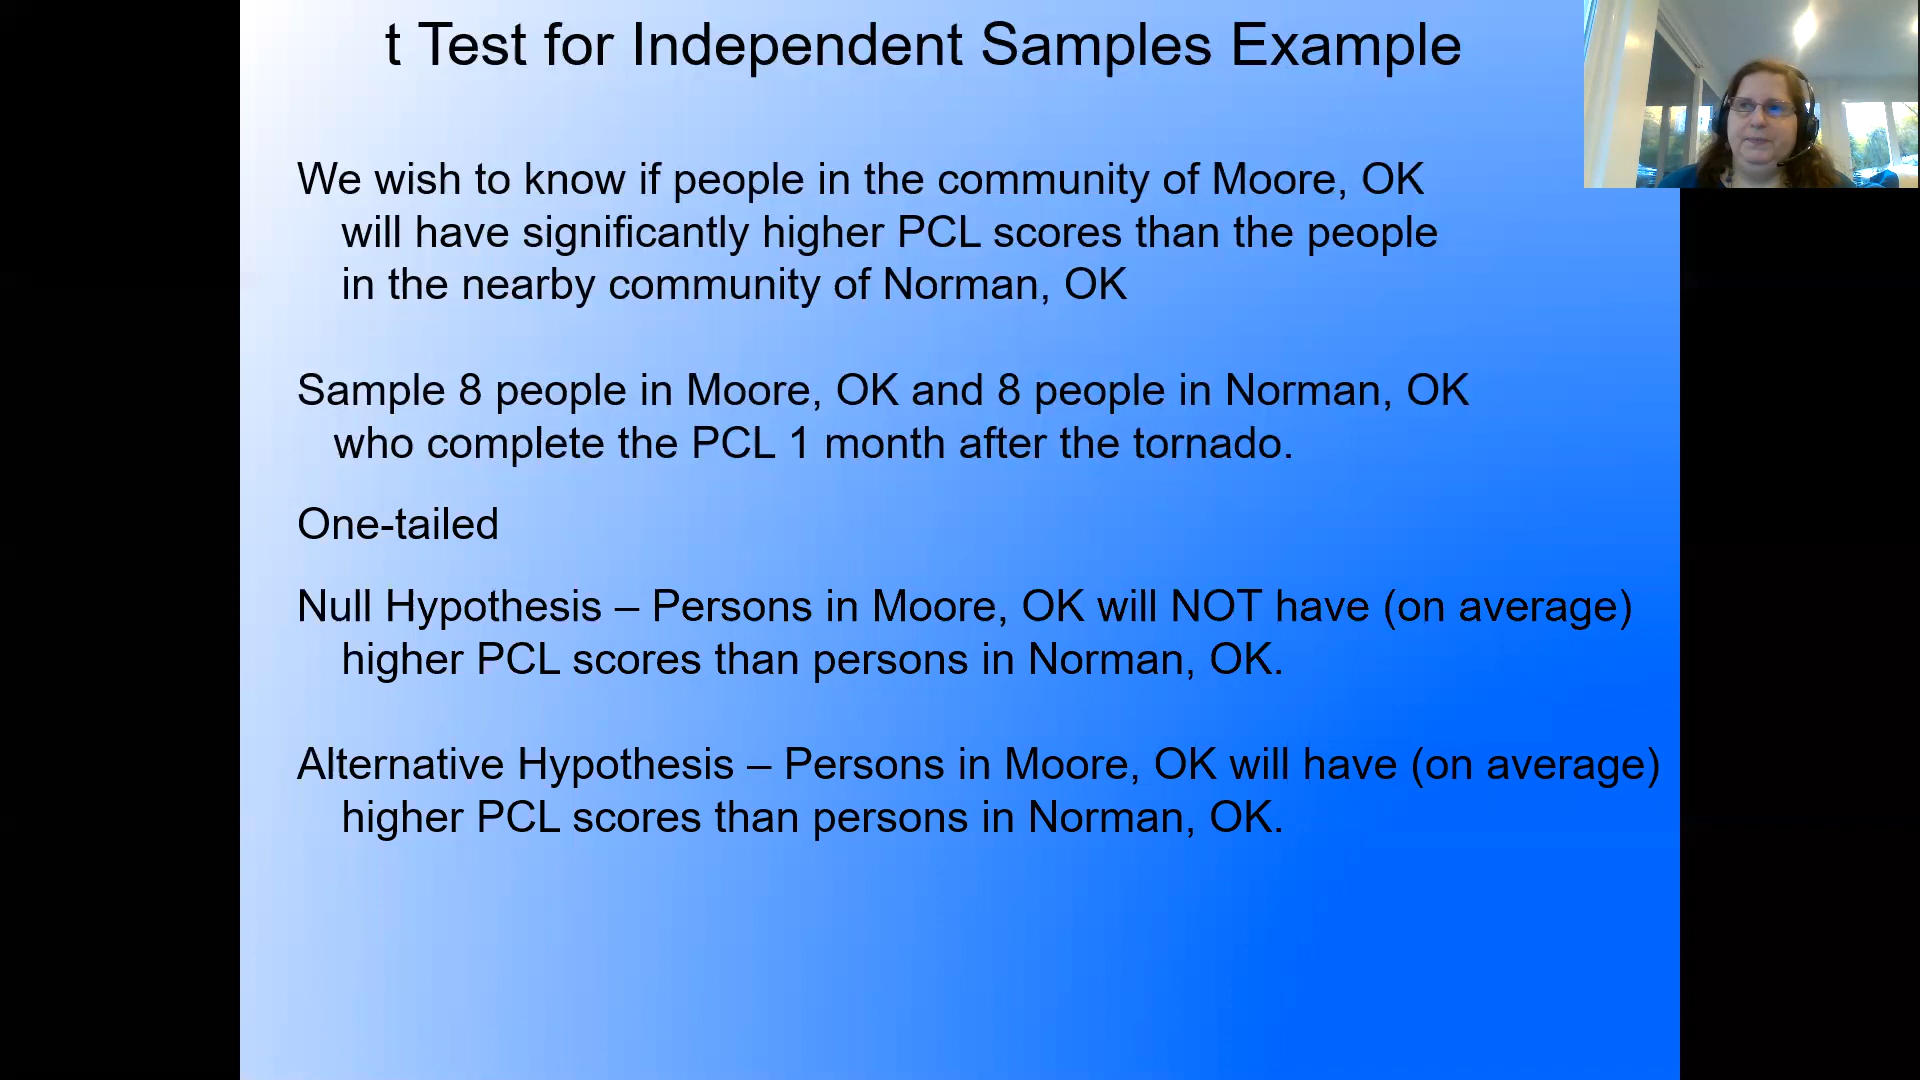 t Test for Independent Samples Example
We wish to know if people in the community of Moore, OK
will have significantly higher PCL scores than the people
in the nearby community of Norman, OK
Sample 8 people in Moore, OK and 8 people in Norman, OK
who complete the PCL 1 month after the tornado.
One-tailed
Null Hypothesis – Persons in Moore, OK will NOT have (on average)
higher PCL scores than persons in Norman, OK.
Alternative Hypothesis – Persons in Moore, OK will have (on average)
higher PCL scores than persons in Norman, OK.